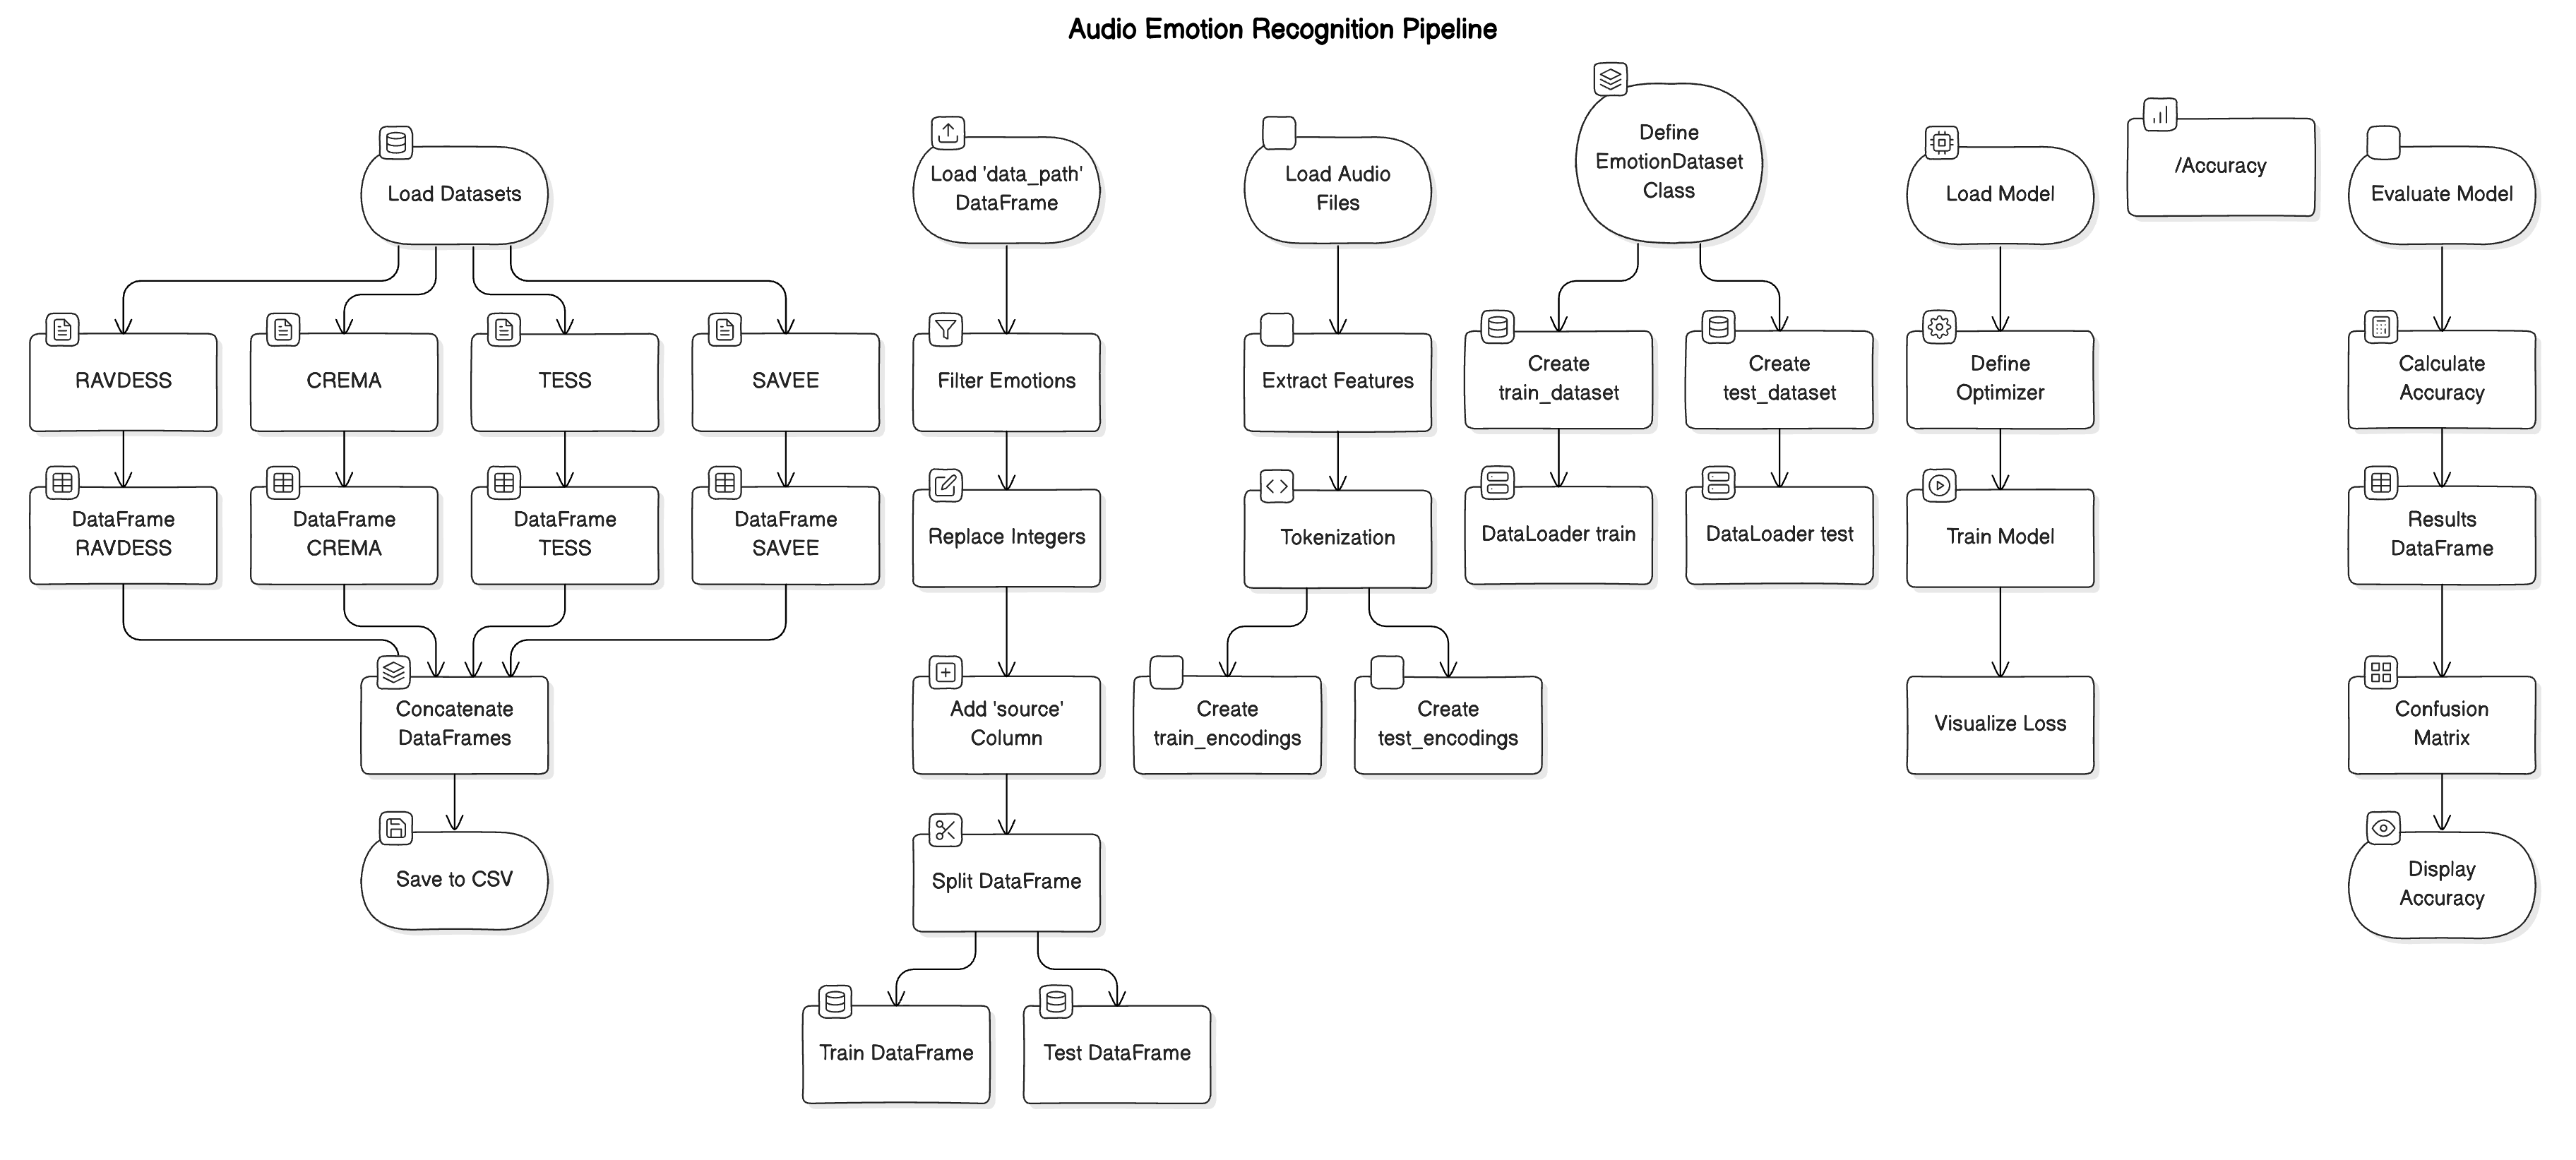 Audio Emotion Recognition Pipeline
Load Datasets
RAVDESS
CREMA
TESS
SAVEE
DataFrame
RAVDESS
DataFrame
CREMA
DataFrame
TESS
DataFrame
SAVEE
Concatenate
DataFrames
Save to CSV
Load 'data_path'
DataFrame
Filter Emotions
Replace Integers
Add 'source'
Column
Split DataFrame
Train DataFrame
Test DataFrame
Load Audio
Files
Extract Features
Tokenization
Create
train_encodings
Create
test_encodings
Define
EmotionDataset
Class
Create
train_dataset
Create
test_dataset
DataLoader train
DataLoader test
Load Model
Define
Optimizer
Train Model
Visualize Loss
/Accuracy
Evaluate Model
Calculate
Accuracy
Results
DataFrame
Confusion
Matrix
Display
Accuracy